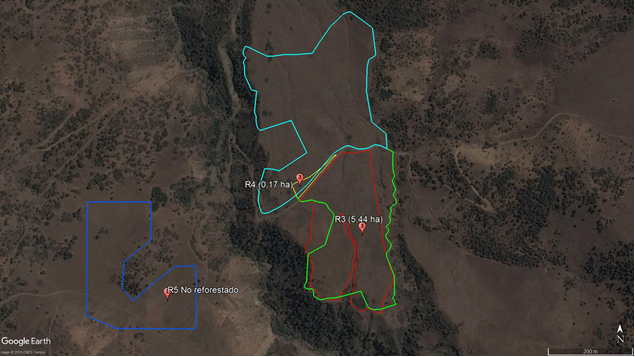 R4 (0,17 ha)
R3 (5,44 ha)
R5 No reforestado
Google Earth
N
200 m